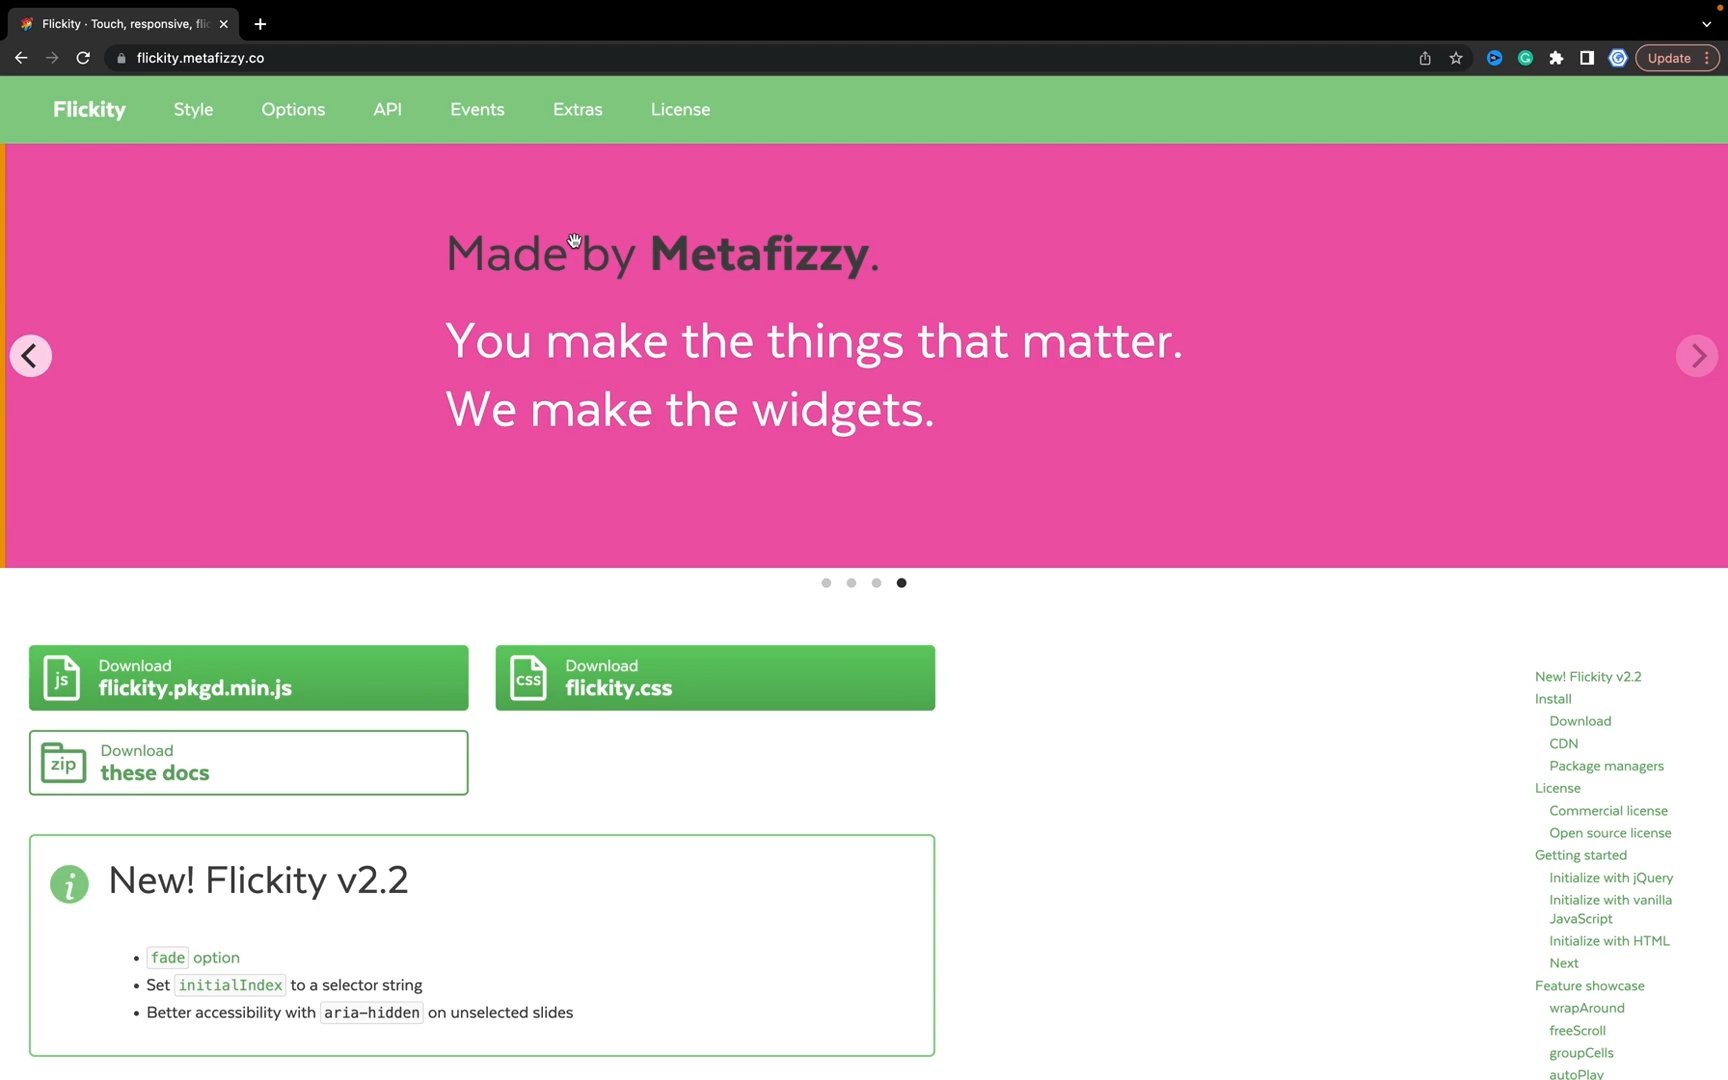 Flickity · Touch, responsive, fli
flickity.metafizzy.co
Update
Flickity
Style
Options
API
Events
Extras
License
Made by Metafizzy.
You make the things that matter.
We make the widgets.
js
Download
flickity.pkgd.min.js
css
Download
flickity.css
zip
Download
these docs
i
New! Flickity v2.2
fade option
Set initialIndex to a selector string
Better accessibility with aria-hidden on unselected slides
New! Flickity v2.2
Install
Download
CDN
Package managers
License
Commercial license
Open source license
Getting started
Initialize with jQuery
Initialize with vanilla
JavaScript
Initialize with HTML
Next
Feature showcase
wrapAround
freeScroll
groupCells
autoPlay